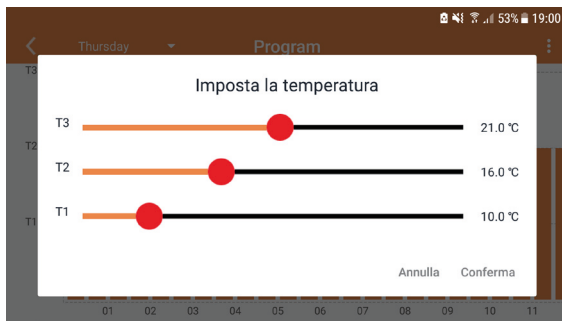 53% 19:00
Thursday Program
Imposta la temperatura
T3 T3 21.0 °C
T2 T2 16.0 °C
T1 T1 10.0 °C
Annulla Conferma
01 02 03 04 05 06 07 08 09 10 11